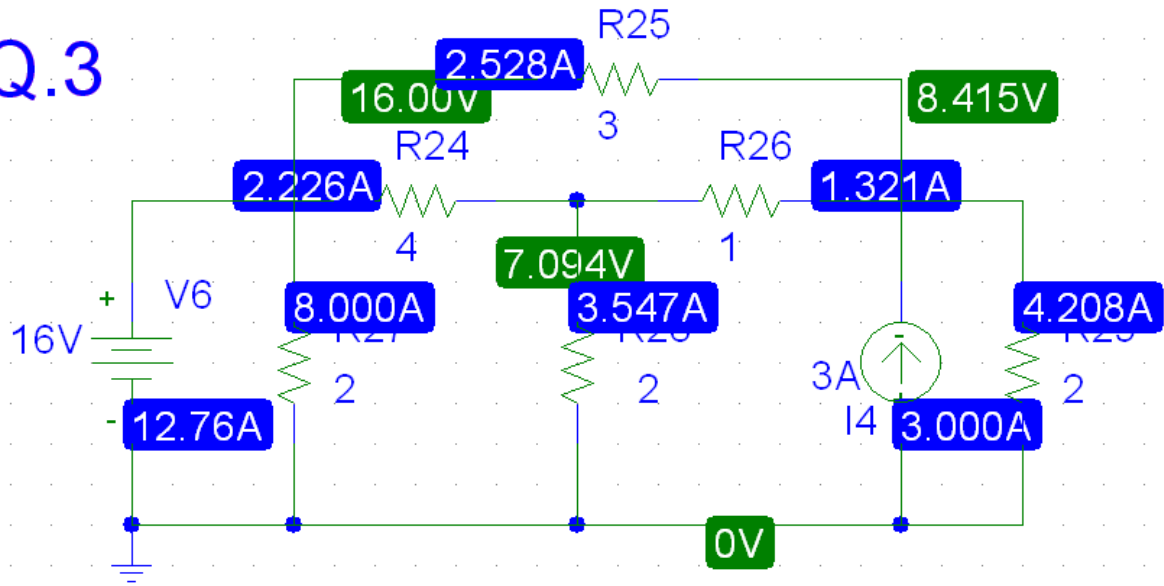 Q.3
R25
2.528A
16.00V
8.415V
3
R24
R26
2.226A
1.321A
4
1
7.094V
+
V6
8.000A
3.547A
4.208A
16V
R27
-
2
2
3A
2
-
12.76A
I4
3.000A
0V